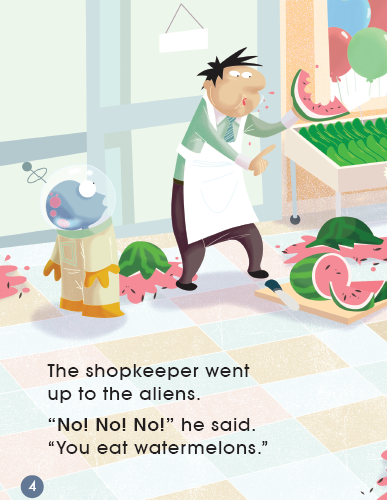 The shopkeeper went
up to the aliens.
“No! No! No!” he said.
“You eat watermelons.”
4